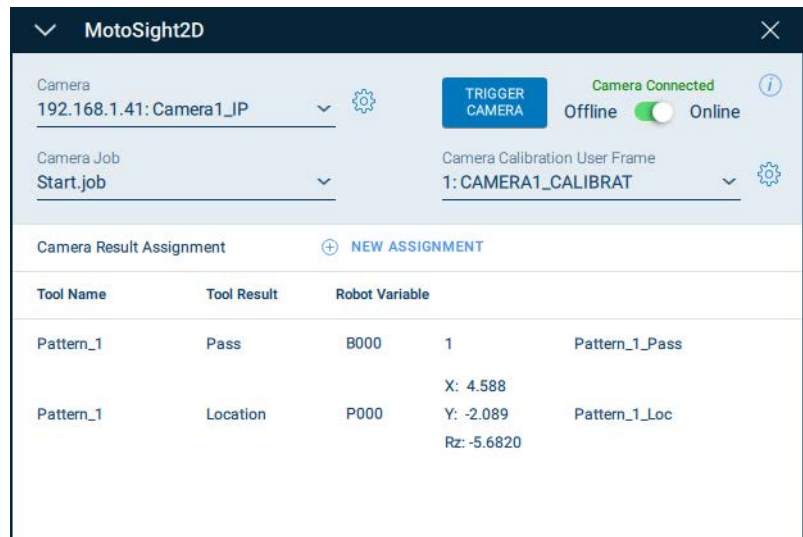 MotoSight2D
Camera
192.168.1.41: Camera1_IP
TRIGGER
CAMERA
Camera Connected
Offline Online
Camera Job
Start.job
Camera Calibration User Frame
1: CAMERA1_CALIBRAT
Camera Result Assignment NEW ASSIGNMENT
Tool Name Tool Result Robot Variable
Pattern_1 Pass B000 1 Pattern_1_Pass
X: 4.588
Pattern_1 Location P000 Y: -2.089 Pattern_1_Loc
Rz: -5.6820